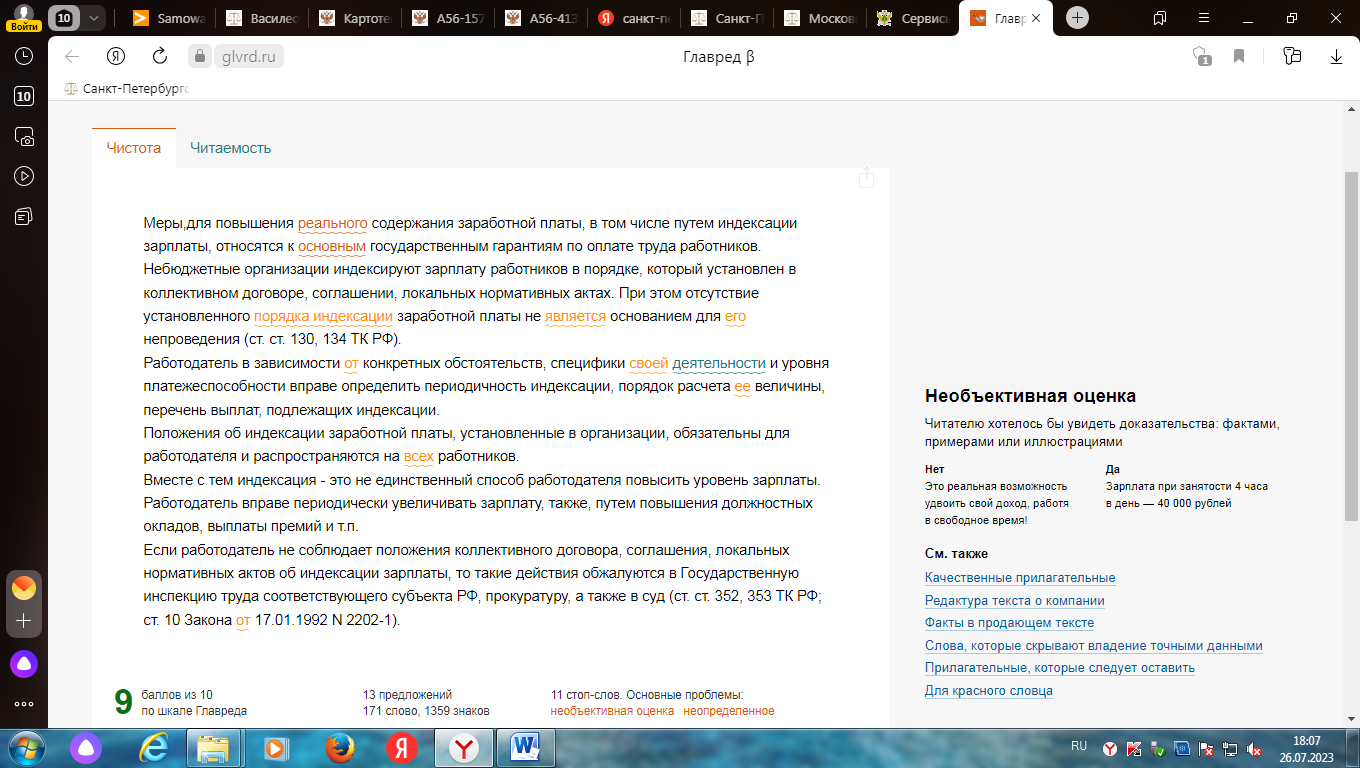 Войти
10
Samowa
Василео
Картоте
А56-157
А56-413
санкт-пе
Санкт-П
Московс
Сервисы
Главр
glvrd.ru
Главред β
1
10
Санкт-Петербургс
Чистота
Читаемость
Меры,для повышения реального содержания заработной платы, в том числе путем индексации
зарплаты, относятся к основным государственным гарантиям по оплате труда работников.
Небюджетные организации индексируют зарплату работников в порядке, который установлен в
коллективном договоре, соглашении, локальных нормативных актах. При этом отсутствие
установленного порядка индексации заработной платы не является основанием для его
непроведения (ст. ст. 130, 134 ТК РФ).
Работодатель в зависимости от конкретных обстоятельств, специфики своей деятельности и уровня
платежеспособности вправе определить периодичность индексации, порядок расчета ее величины,
перечень выплат, подлежащих индексации.
Положения об индексации заработной платы, установленные в организации, обязательны для
работодателя и распространяются на всех работников.
Вместе с тем индексация - это не единственный способ работодателя повысить уровень зарплаты.
Работодатель вправе периодически увеличивать зарплату, также, путем повышения должностных
окладов, выплаты премий и т.п.
Если работодатель не соблюдает положения коллективного договора, соглашения, локальных
нормативных актов об индексации зарплаты, то такие действия обжалуются в Государственную
инспекцию труда соответствующего субъекта РФ, прокуратуру, а также в суд (ст. ст. 352, 353 ТК РФ;
ст. 10 Закона от 17.01.1992 N 2202-1).
Необъективная оценка
Читателю хотелось бы увидеть доказательства: фактами,
примерами или иллюстрациями
Нет
Это реальная возможность
удвоить свой доход, работя
в свободное время!
Да
Зарплата при занятости 4 часа
в день — 40 000 рублей
См. также
Качественные прилагательные
Редактура текста о компании
Факты в продающем тексте
Слова, которые скрывают владение точными данными
Прилагательные, которые следует оставить
Для красного словца
9
баллов из 10
по шкале Главреда
13 предложений
171 слово, 1359 знаков
11 стоп-слов. Основные проблемы:
необъективная оценка неопределенное
RU
18:07
26.07.2023